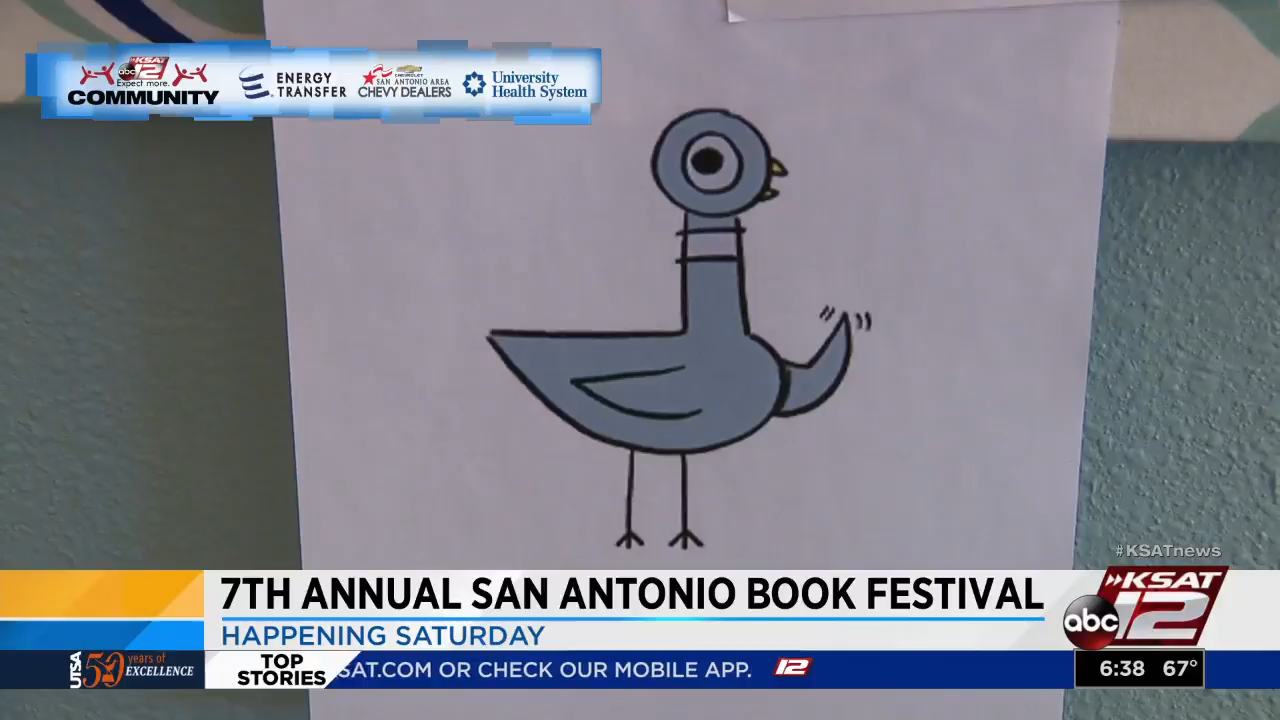 KSAT
abc 12
Expect more.
COMMUNITY
ENERGY
TRANSFER
CHEVROLET
SAN ANTONIO AREA
CHEVY DEALERS
University
Health System
#KSATnews
7TH ANNUAL SAN ANTONIO BOOK FESTIVAL
HAPPENING SATURDAY
KSAT
abc 12
UTSA 50 years of EXCELLENCE
TOP
STORIES
SAT.COM OR CHECK OUR MOBILE APP. 12
6:38 67°